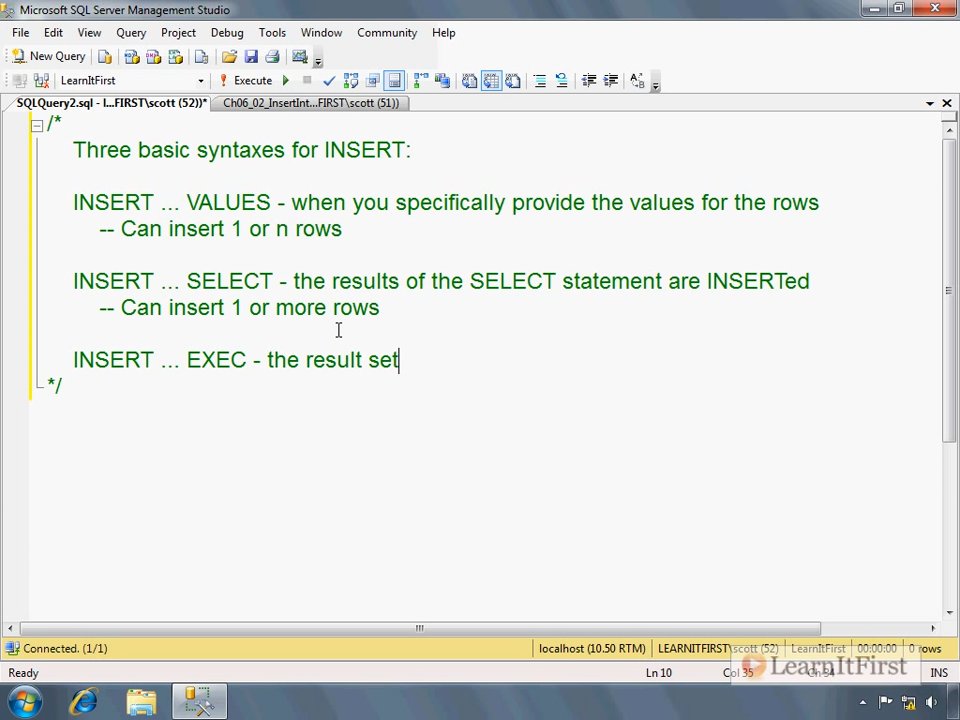 Microsoft SQL Server Management Studio
File Edit View Query Project Debug Tools Window Community Help
New Query
LearnItFirst Execute
SQLQuery2.sql - l...FIRST\scott (52))* Ch06_02_InsertInt...FIRST\scott (51))
/*
Three basic syntaxes for INSERT:
INSERT ... VALUES - when you specifically provide the values for the rows
-- Can insert 1 or n rows
INSERT ... SELECT - the results of the SELECT statement are INSERTed
-- Can insert 1 or more rows
INSERT ... EXEC - the result set
*/
Connected. (1/1) localhost (10.50 RTM) LEARNITFIRST\scott (52) LearnItFirst 00:00:00 0 rows
Ready Ln 10 Col 35 Ch 34 INS
LearnItFirst